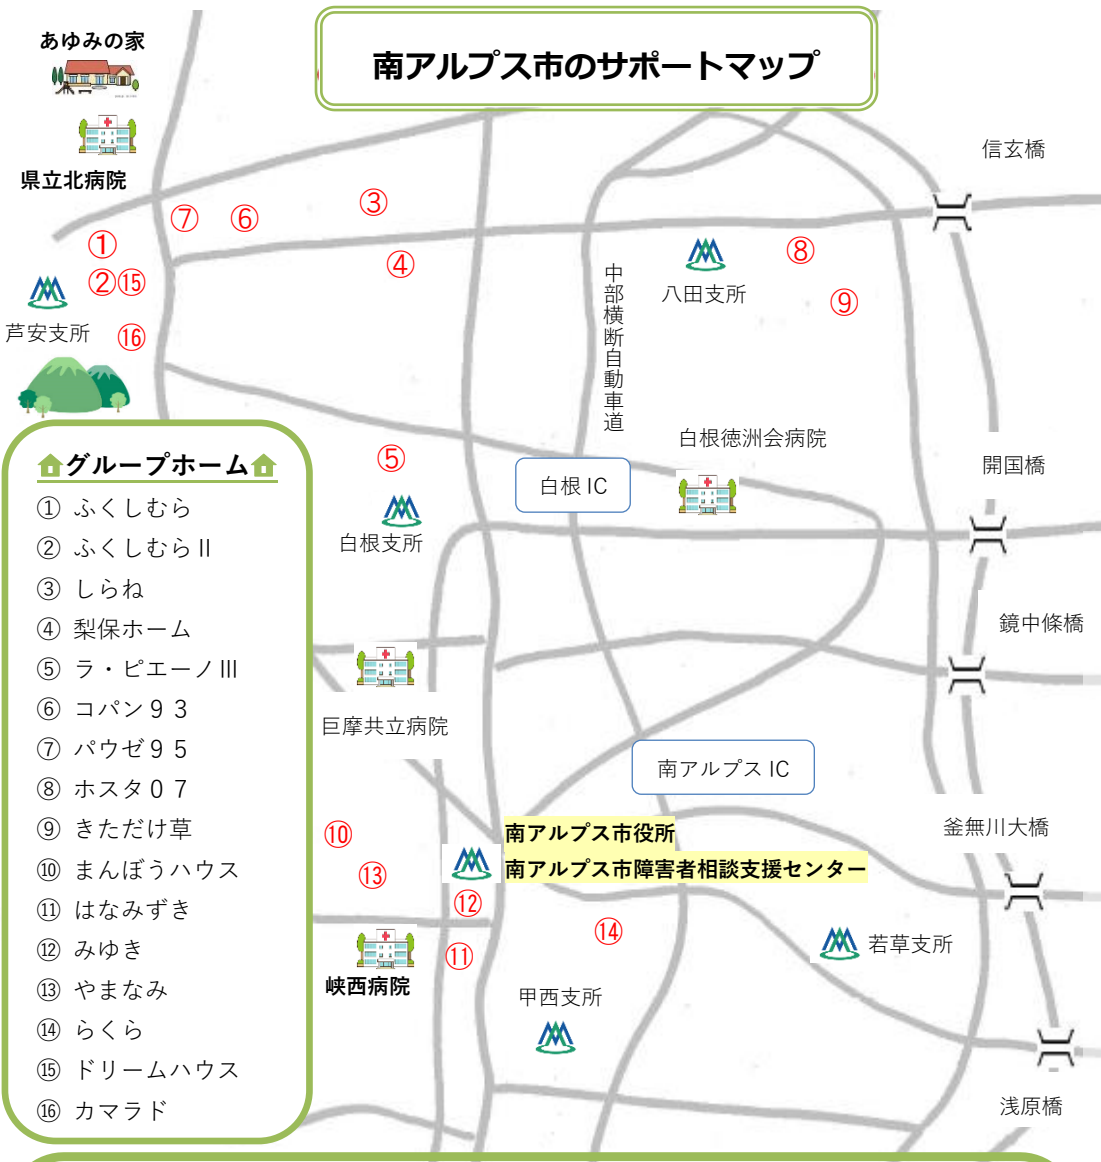 南アルプス市のサポートマップ
あゆみの家
県立北病院
信玄橋
⑦
⑥
③
①
④
⑧
②⑮
⑨
⑯
芦安支所
八田支所
中部横断自動車道
白根徳洲会病院
⑤
白根 IC
開国橋
白根支所
鏡中條橋
巨摩共立病院
南アルプス IC
⑩
南アルプス市役所
釜無川大橋
南アルプス市障害者相談支援センター
⑬
⑫
⑭
⑪
若草支所
峡西病院
甲西支所
浅原橋
グループホーム
① ふくしむら
② ふくしむらⅡ
③ しらね
④ 梨保ホーム
⑤ ラ・ピエーノⅢ
⑥ コパン９３
⑦ パウゼ９５
⑧ ホスタ０７
⑨ きただけ草
⑩ まんぼうハウス
⑪ はなみずき
⑫ みゆき
⑬ やまなみ
⑭ らくら
⑮ ドリームハウス
⑯ カマラド